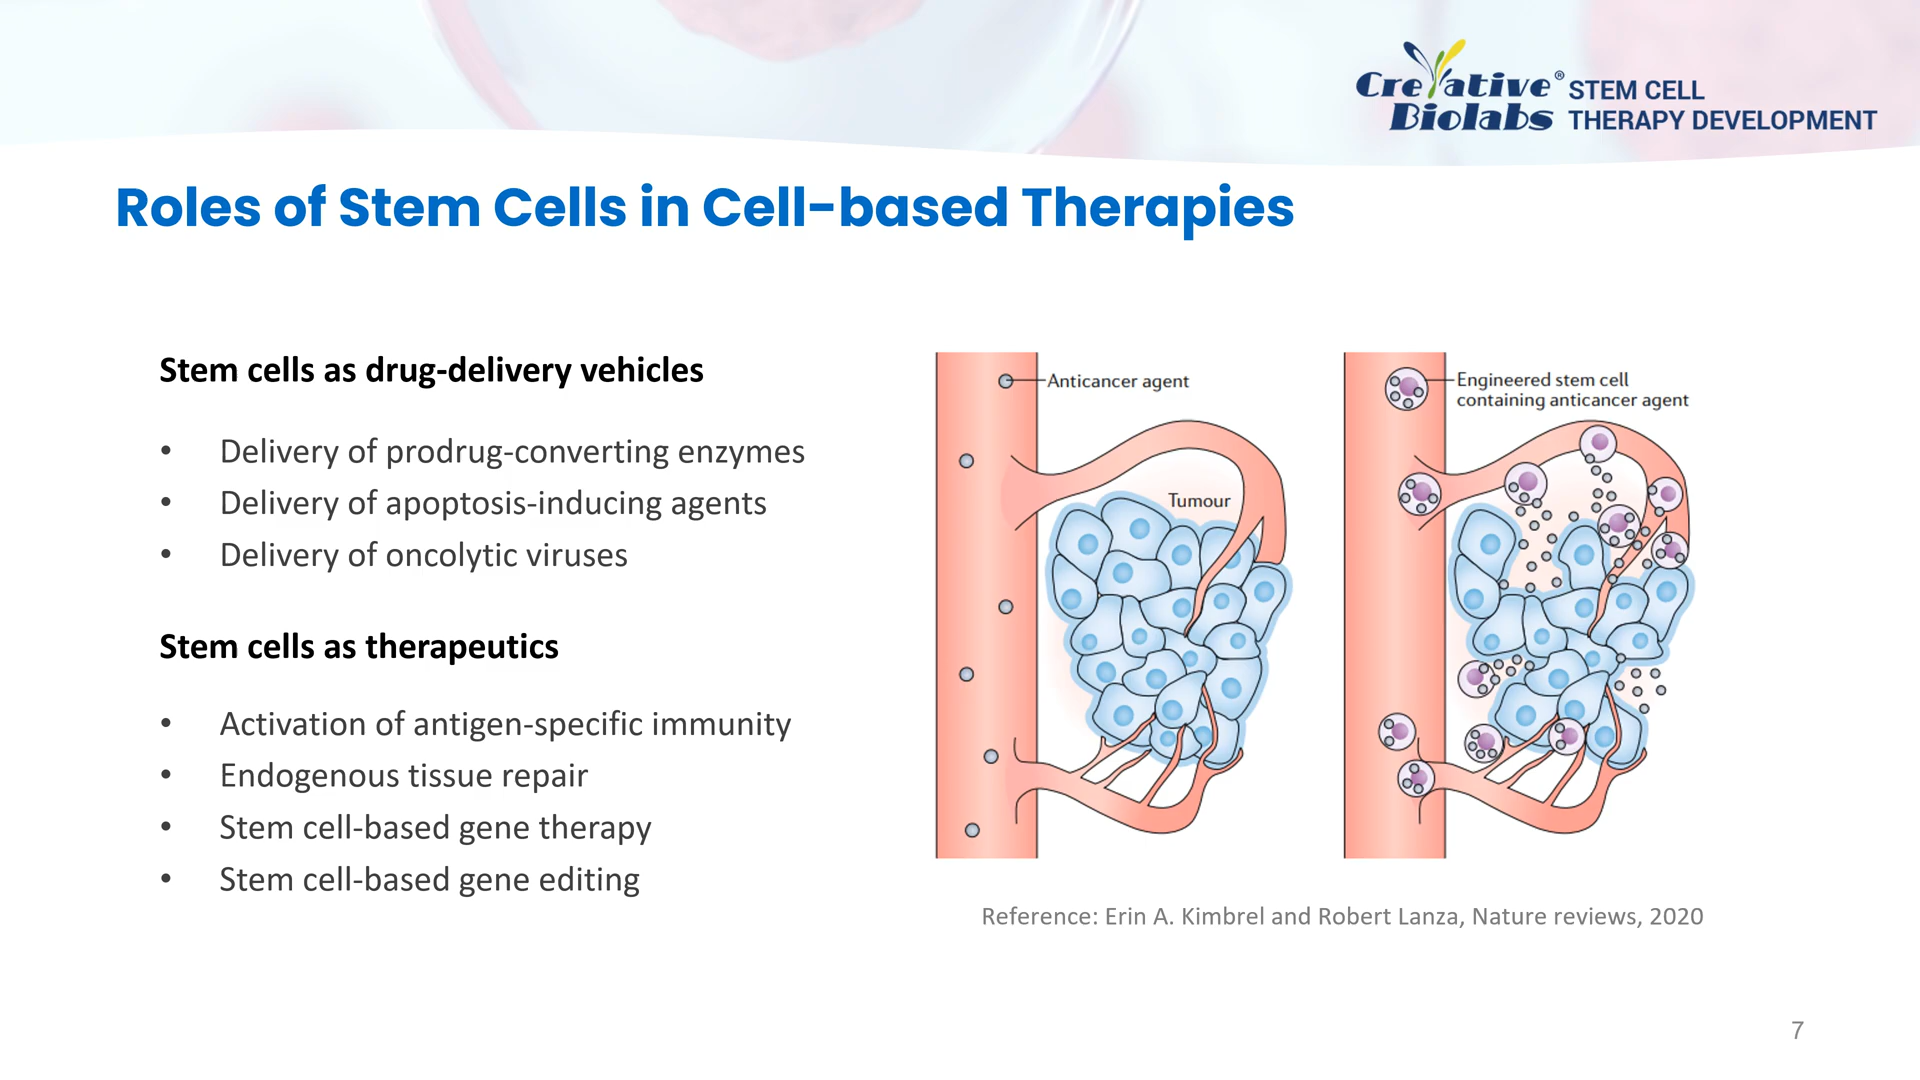 Creative® STEM CELL
Biolabs THERAPY DEVELOPMENT
Roles of Stem Cells in Cell-based Therapies
Stem cells as drug-delivery vehicles
• Delivery of prodrug-converting enzymes
• Delivery of apoptosis-inducing agents
• Delivery of oncolytic viruses
Stem cells as therapeutics
• Activation of antigen-specific immunity
• Endogenous tissue repair
• Stem cell-based gene therapy
• Stem cell-based gene editing
Anticancer agent
Tumour
Engineered stem cell
containing anticancer agent
Reference: Erin A. Kimbrel and Robert Lanza, Nature reviews, 2020
7